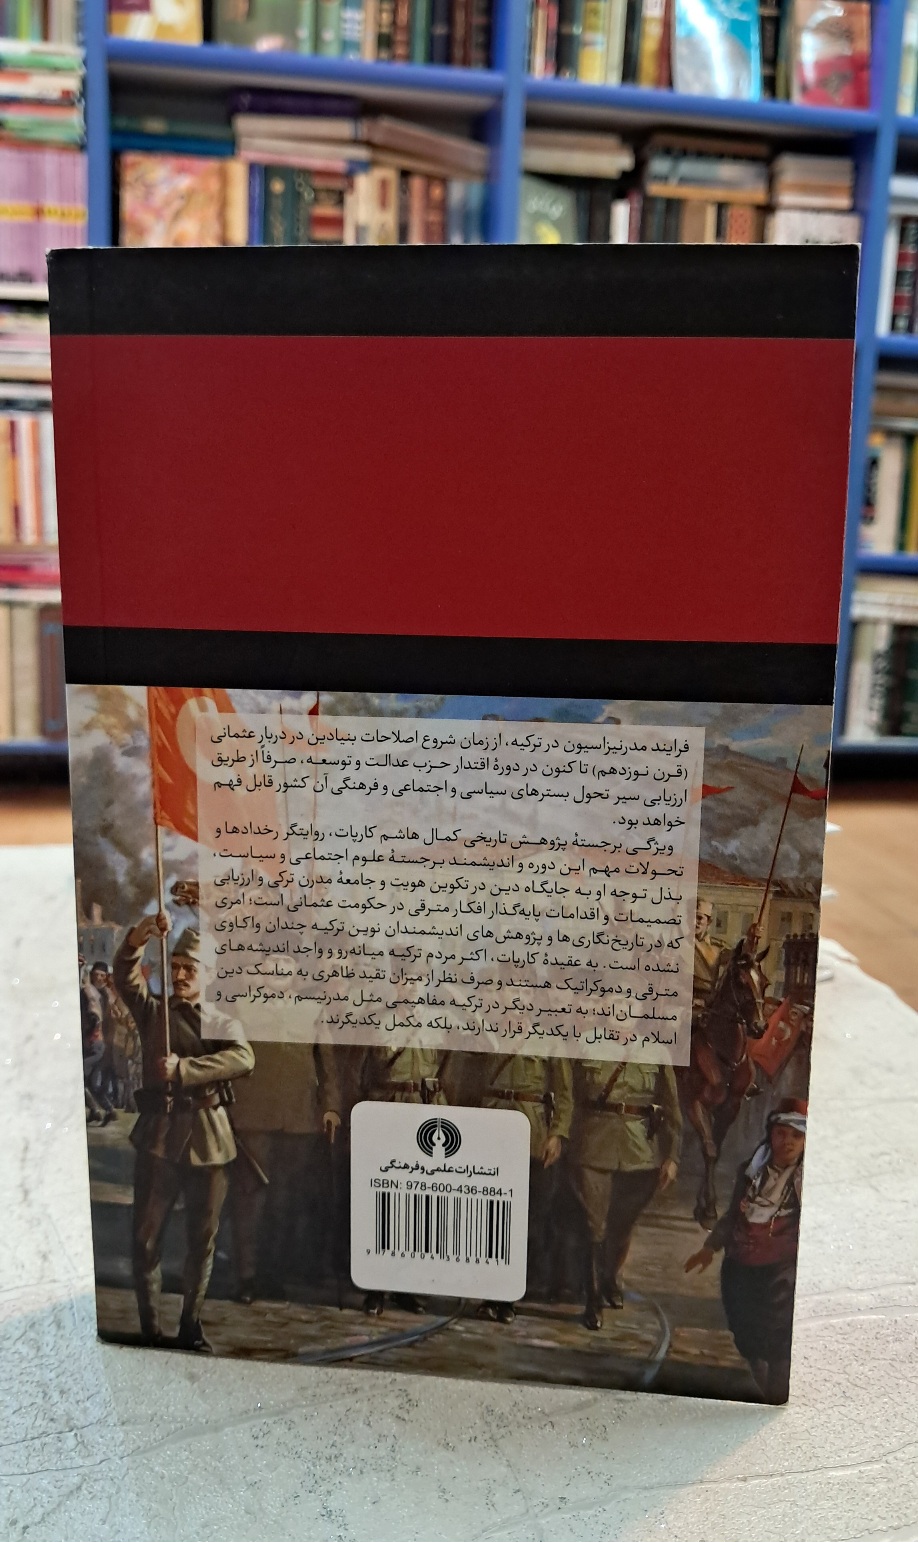 فرایند مدرنیزاسیون در ترکیه، از زمان شروع اصلاحات بنیادین در دربار عثمانی
(قرن نوزدهم) تا کنون در دورهٔ اقتدار حزب عدالت و توسعه، صرفاً از طریق
ارزیابی سیر تحول بسترهای سیاسی و اجتماعی و فرهنگی آن کشور قابل فهم
خواهد بود.
ویژگی برجستهٔ پژوهش تاریخی کمال هاشم کارپات، روایتگر رخدادها و
تحولات مهم این دوره و اندیشمند برجستهٔ علوم اجتماعی و سیاست،
بذل توجه او به جایگاه دین در تکوین هویت و جامعهٔ مدرن ترکی و ارزیابی
تصمیمات و اقدامات پایه‌گذار افکار مترقی در حکومت عثمانی است؛ امری
که در تاریخ‌نگاری‌ها و پژوهش‌های اندیشمندان نوین ترکیه چندان واکاوی
نشده است. به عقیدهٔ کارپات، اکثر مردم ترکیه میانه‌رو و واجد اندیشه‌های
مترقی و دموکراتیک هستند و صرف نظر از میزان تقید ظاهری به مناسک دین
مسلمان‌اند؛ به تعبیر دیگر در ترکیه مفاهیمی مثل مدرنیسم، دموکراسی و
اسلام در تقابل با یکدیگر قرار ندارند، بلکه مکمل یکدیگرند.
انتشارات علمی و فرهنگی
ISBN: 978-600-436-884-1
9 786004 368841